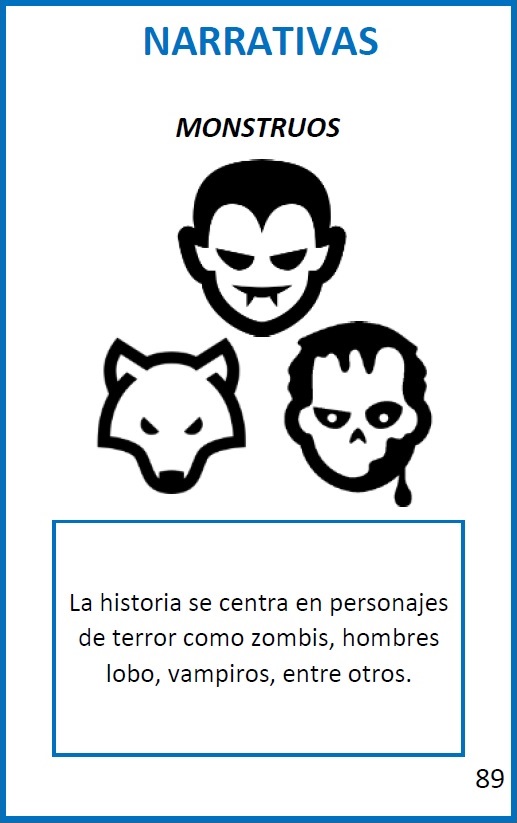 NARRATIVAS
MONSTRUOS
La historia se centra en personajes
de terror como zombis, hombres
lobo, vampiros, entre otros.
89